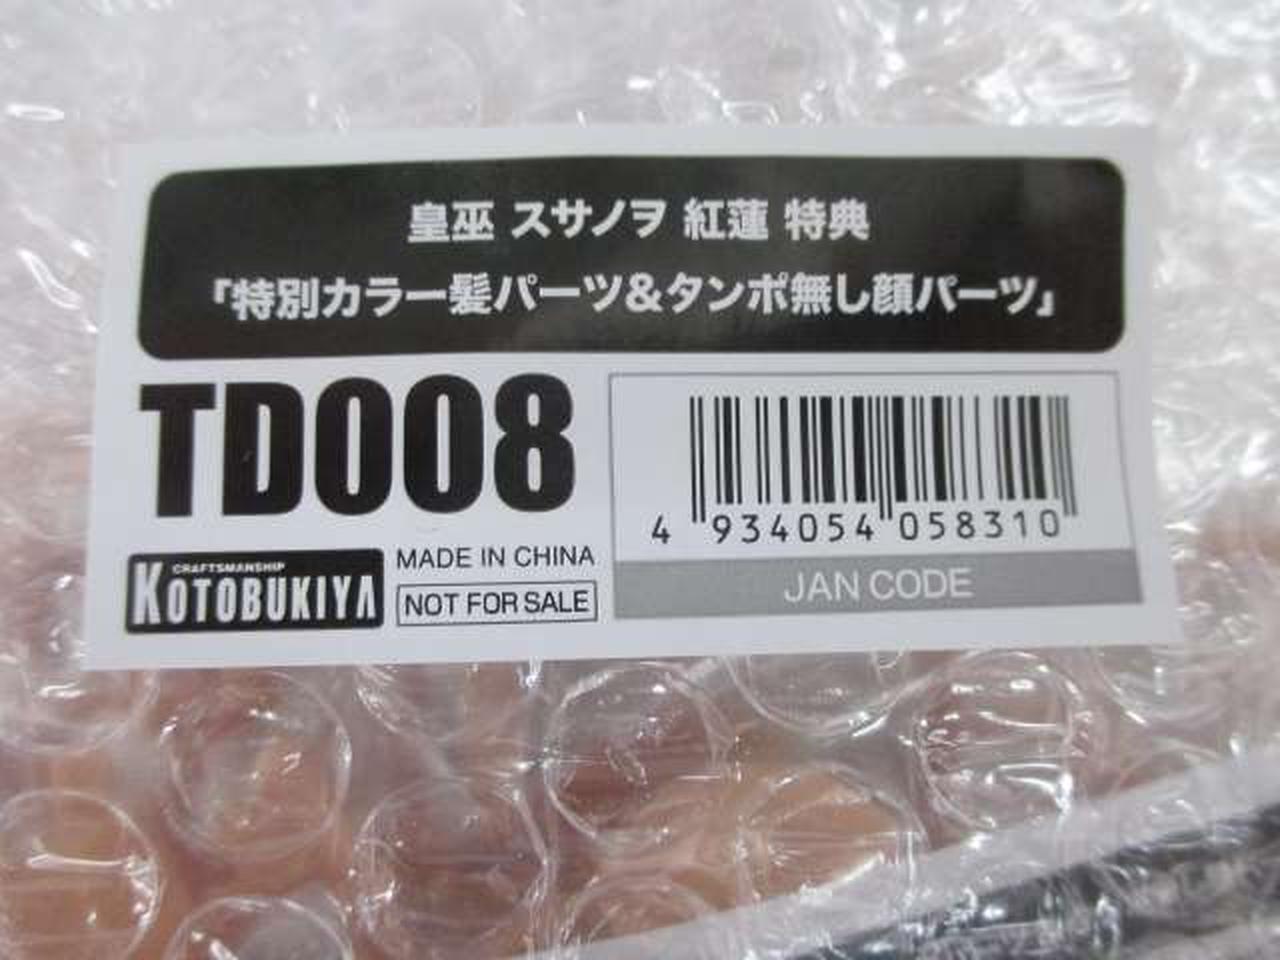 皇巫 スサノヲ 紅蓮 特典
『特別カラー髪パーツ&タンポ無し顔パーツ』
TD008
CRAFTSMANSHIP
KOTOBUKIYA
MADE IN CHINA
NOT FOR SALE
4 934054 058310
JAN CODE